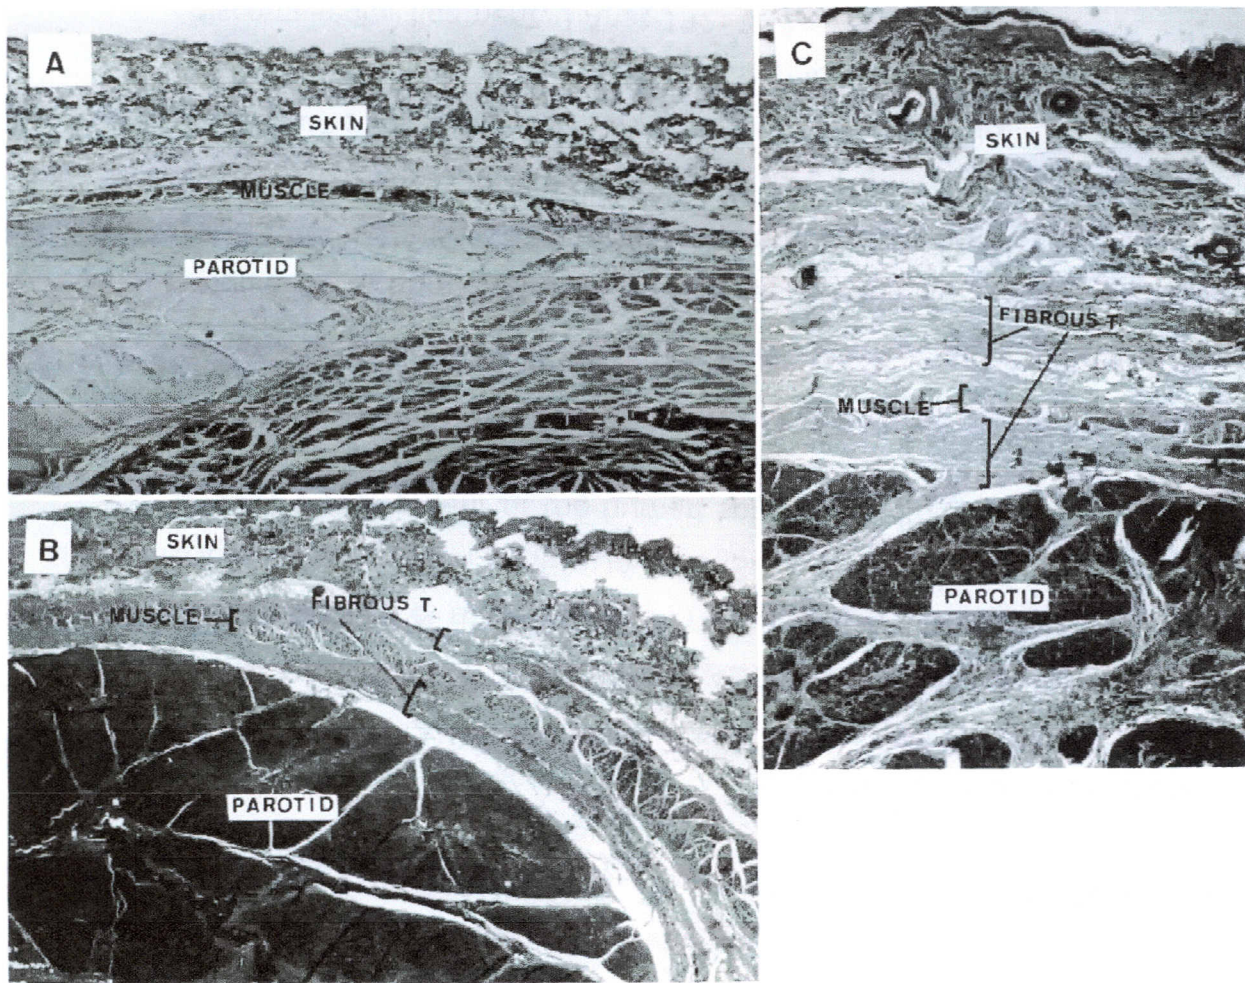 A
SKIN
MUSCLE
PAROTID
B
SKIN
MUSCLE
FIBROUS T.
PAROTID
C
SKIN
FIBROUS T.
MUSCLE
PAROTID